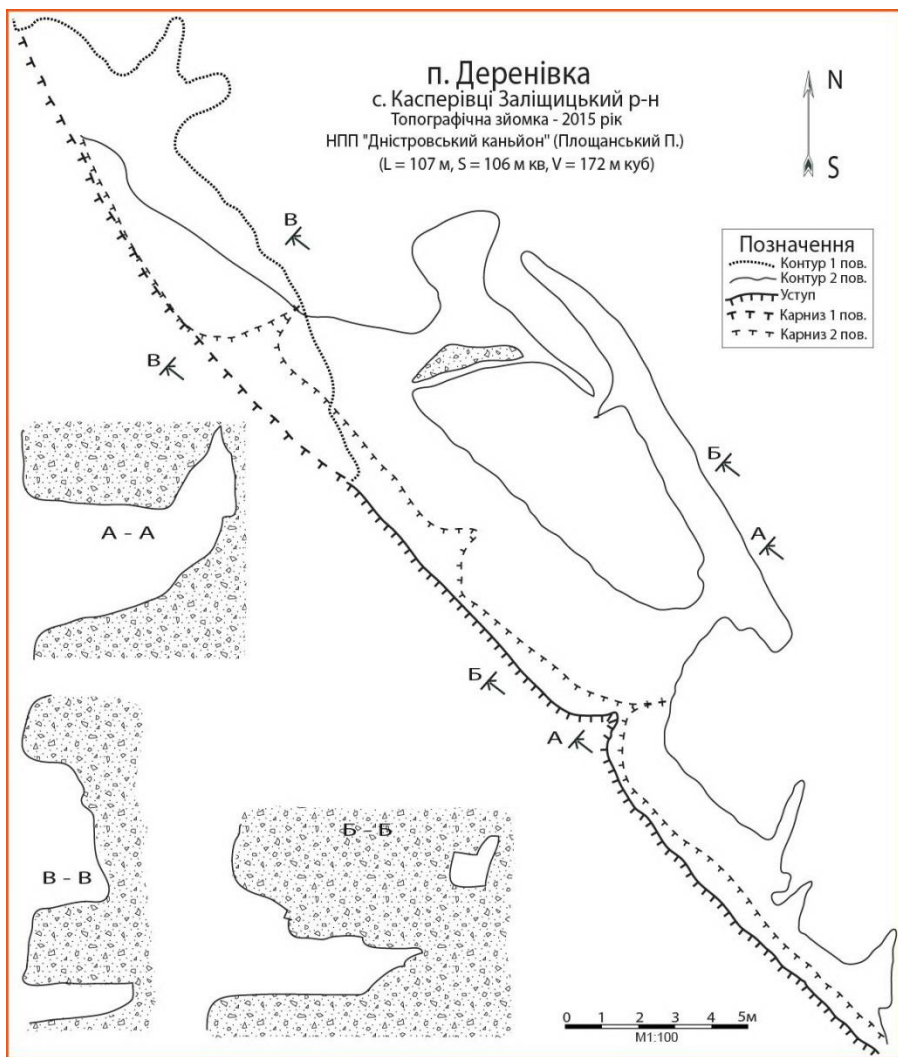 п. Деренівка
с. Касперівці Заліщицький р-н
Топографічна зйомка - 2015 рік
НПП "Дністровський каньйон" (Площанський П.)
(L = 107 м, S = 106 м кв, V = 172 м куб)
N
S
Позначення
Контур 1 пов.
Контур 2 пов.
Уступ
Карниз 1 пов.
Карниз 2 пов.
В
В
Б
А
Б
А
А - А
В - В
Б - Б
0 1 2 3 4 5м
М1:100